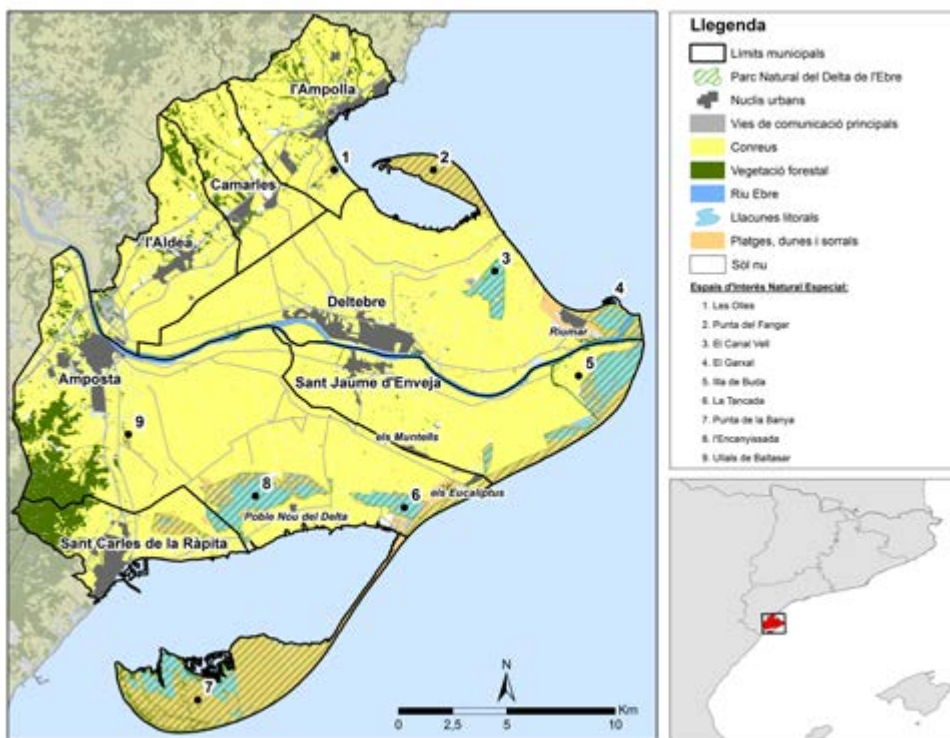 l'Ampolla
1
2
Camarles
l'Aldea
3
4
Deltebre
Riumar
Amposta
Sant Jaume d'Enveja
5
9
els Muntells
8
6
els Eucaliptus
Poble Nou del Delta
Sant Carles de la Ràpita
7
N
Km
0 2,5 5 10
Llegenda
Límits municipals
Parc Natural del Delta de l'Ebre
Nuclis urbans
Vies de comunicació principals
Conreus
Vegetació forestal
Riu Ebre
Llacunes litorals
Platges, dunes i sorrals
Sòl nu
Espais d'Interès Natural Especial:
1. Les Olles
2. Punta del Fangar
3. El Canal Vell
4. El Garxal
5. Illa de Buda
6. La Tancada
7. Punta de la Banya
8. l'Encanyissada
9. Ullals de Baltasar